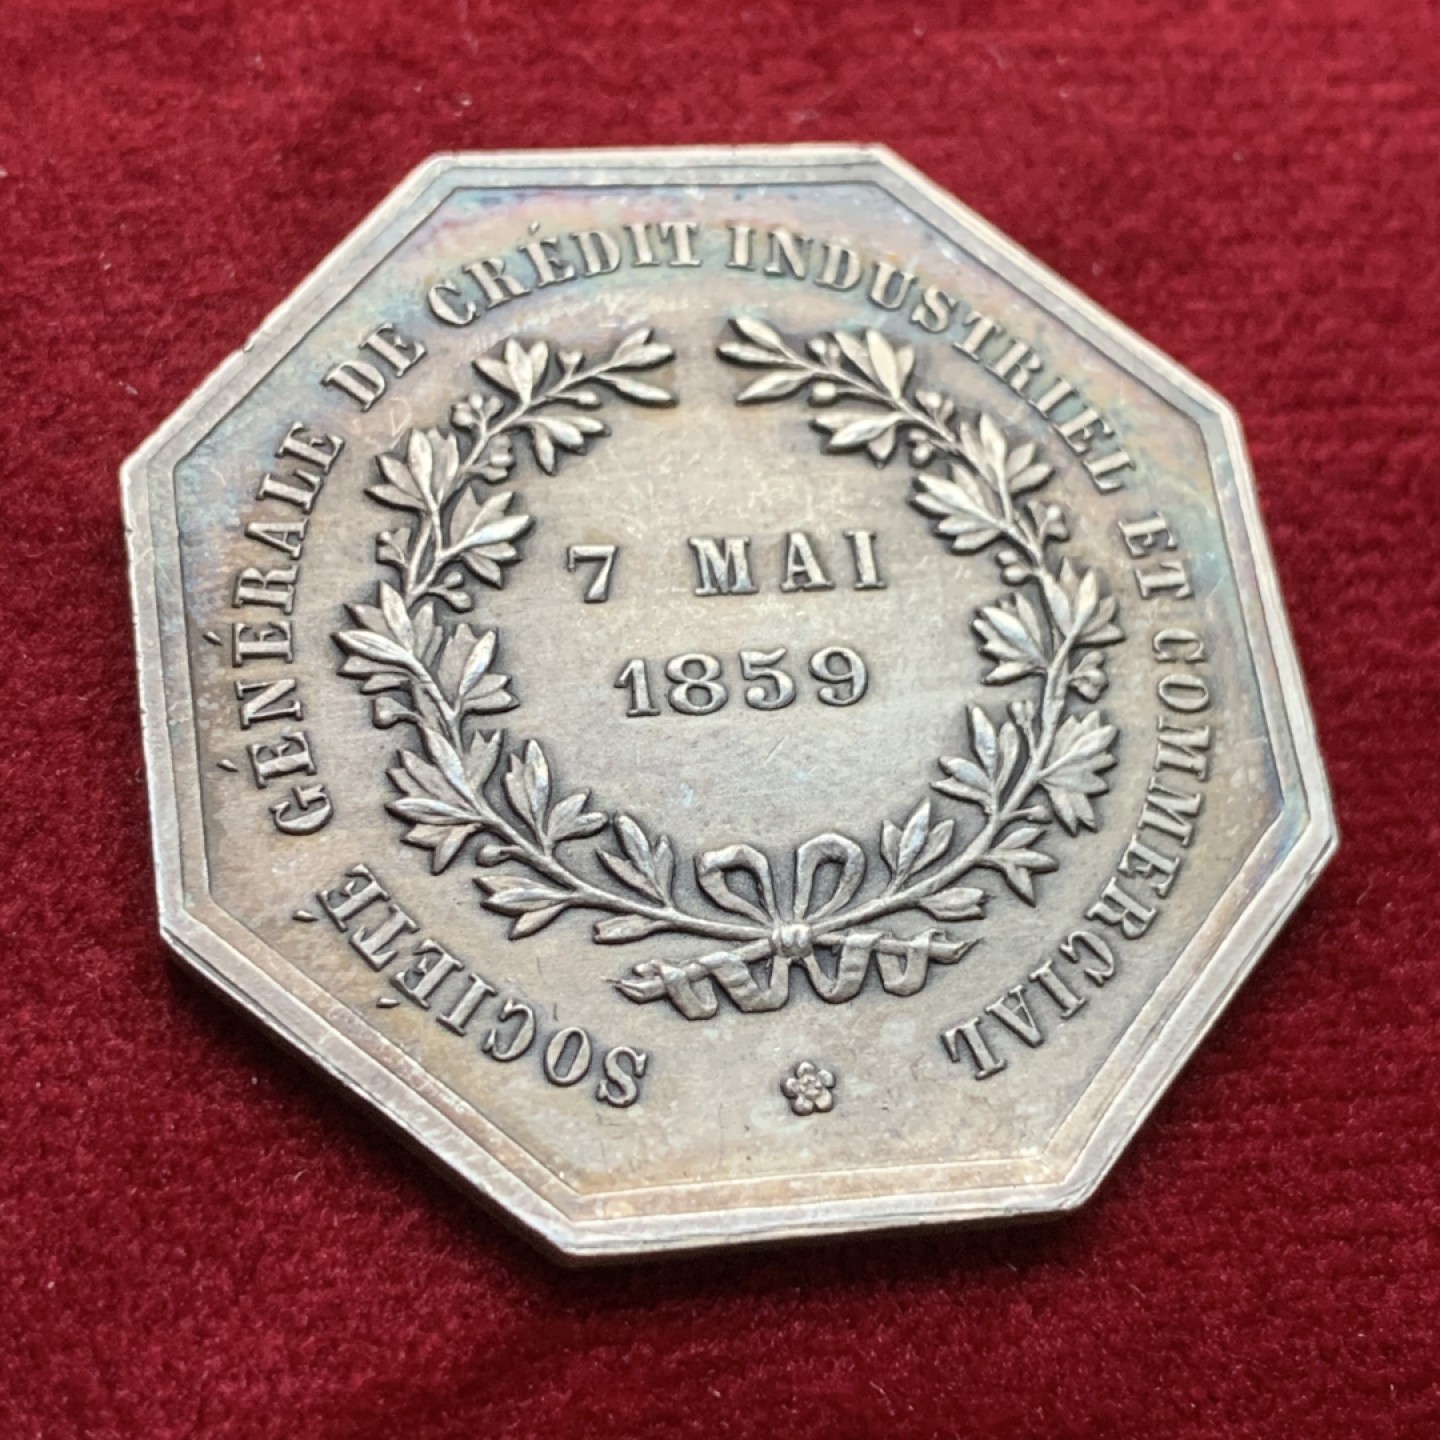 SOCIÉTÉ GÉNÉRALE DE CRÉDIT INDUSTRIEL ET COMMERCIAL
7 MAI
1859